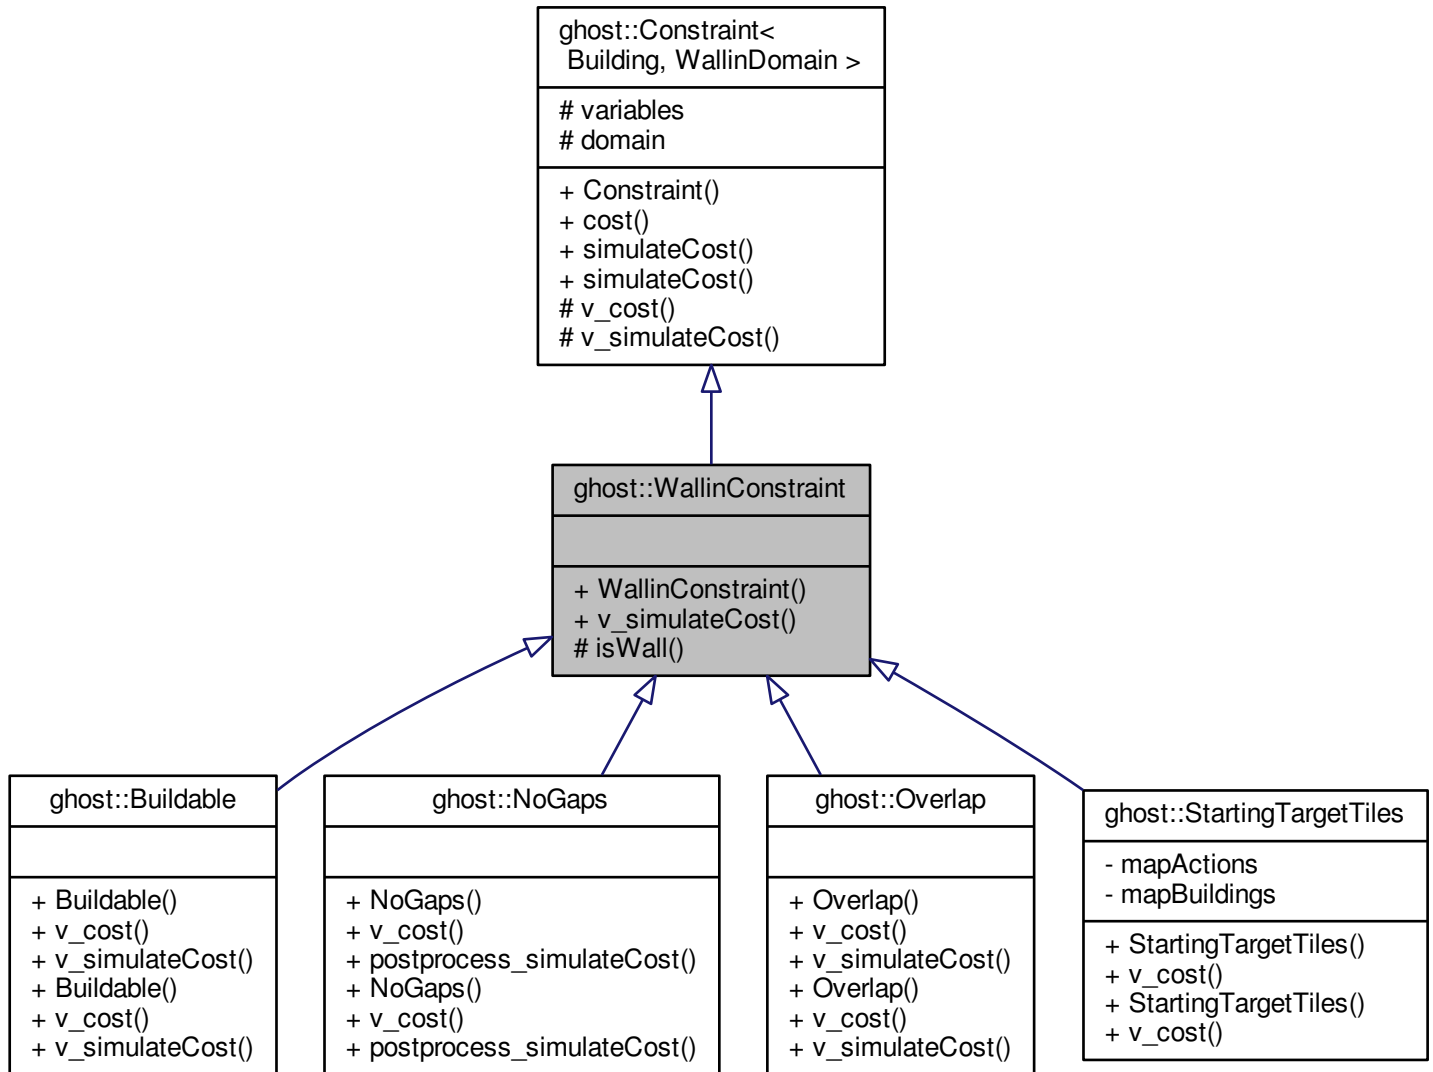 ghost::Constraint<
Building, WallinDomain >
# variables
# domain
+ Constraint()
+ cost()
+ simulateCost()
+ simulateCost()
# v_cost()
# v_simulateCost()
ghost::WallinConstraint
+ WallinConstraint()
+ v_simulateCost()
# isWall()
ghost::Buildable
+ Buildable()
+ v_cost()
+ v_simulateCost()
+ Buildable()
+ v_cost()
+ v_simulateCost()
ghost::NoGaps
+ NoGaps()
+ v_cost()
+ postprocess_simulateCost()
+ NoGaps()
+ v_cost()
+ postprocess_simulateCost()
ghost::Overlap
+ Overlap()
+ v_cost()
+ v_simulateCost()
+ Overlap()
+ v_cost()
+ v_simulateCost()
ghost::StartingTargetTiles
- mapActions
- mapBuildings
+ StartingTargetTiles()
+ v_cost()
+ StartingTargetTiles()
+ v_cost()